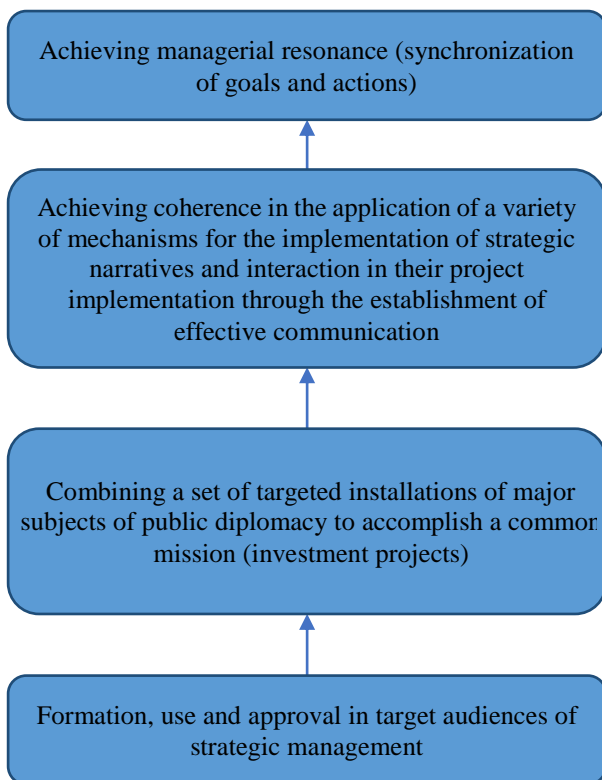 Achieving managerial resonance (synchronization
of goals and actions)
Achieving coherence in the application of a variety
of mechanisms for the implementation of strategic
narratives and interaction in their project
implementation through the establishment of
effective communication
Combining a set of targeted installations of major
subjects of public diplomacy to accomplish a common
mission (investment projects)
Formation, use and approval in target audiences of
strategic management